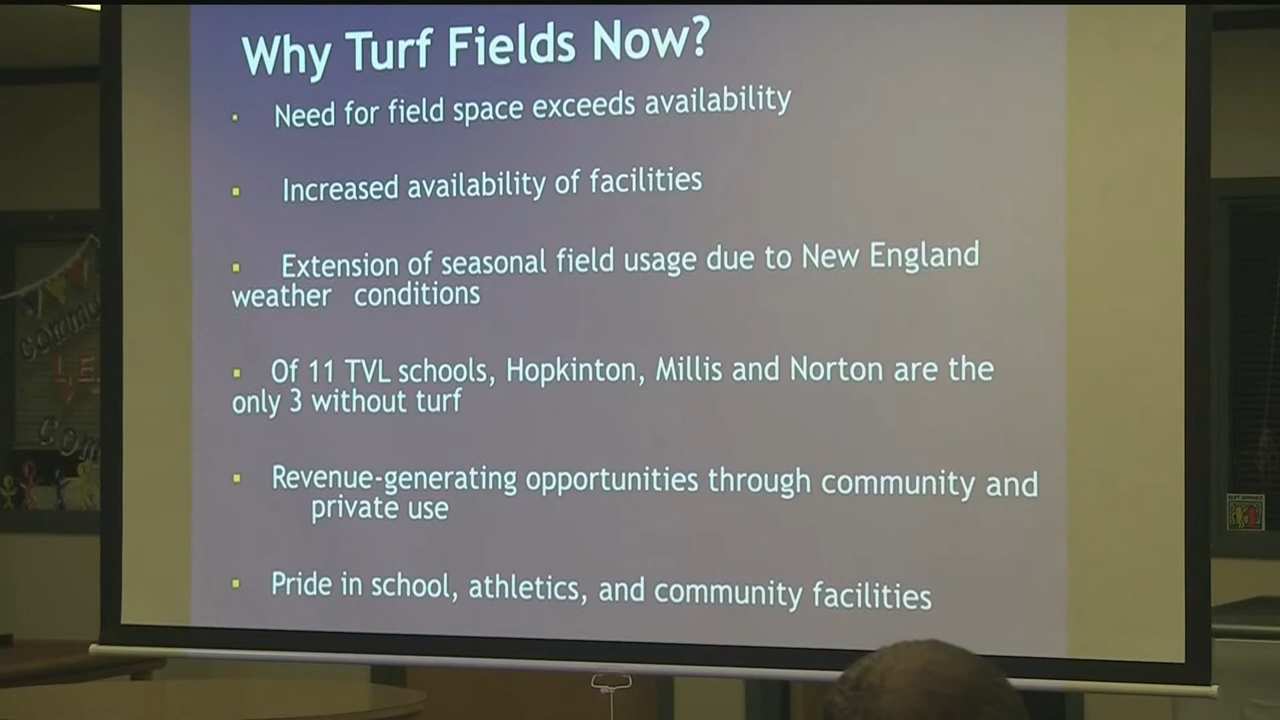 Why Turf Fields Now?
▪ Need for field space exceeds availability
▪ Increased availability of facilities
▪ Extension of seasonal field usage due to New England
weather conditions
▪ Of 11 TVL schools, Hopkinton, Millis and Norton are the
only 3 without turf
▪ Revenue-generating opportunities through community and
private use
▪ Pride in school, athletics, and community facilities